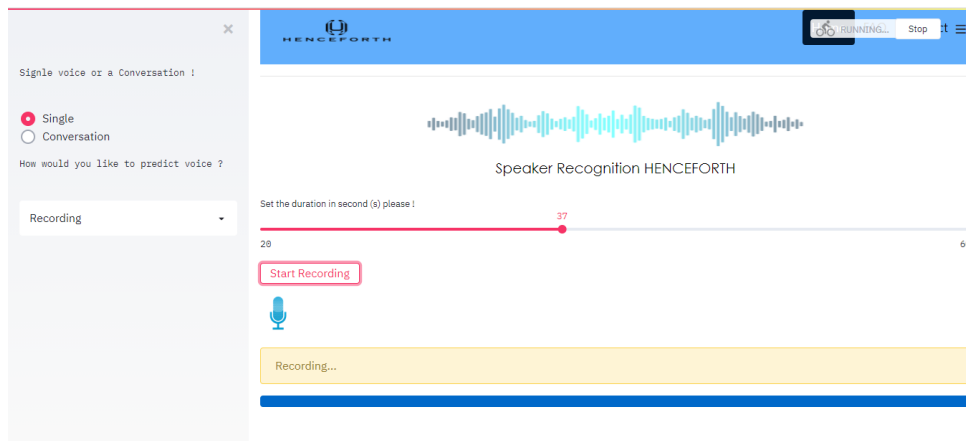 HENCEFORTH
RUNNING...
Stop
Signle voice or a Conversation !
Single
Conversation
How would you like to predict voice ?
Recording
Speaker Recognition HENCEFORTH
Set the duration in second (s) please !
37
20
Start Recording
Recording...